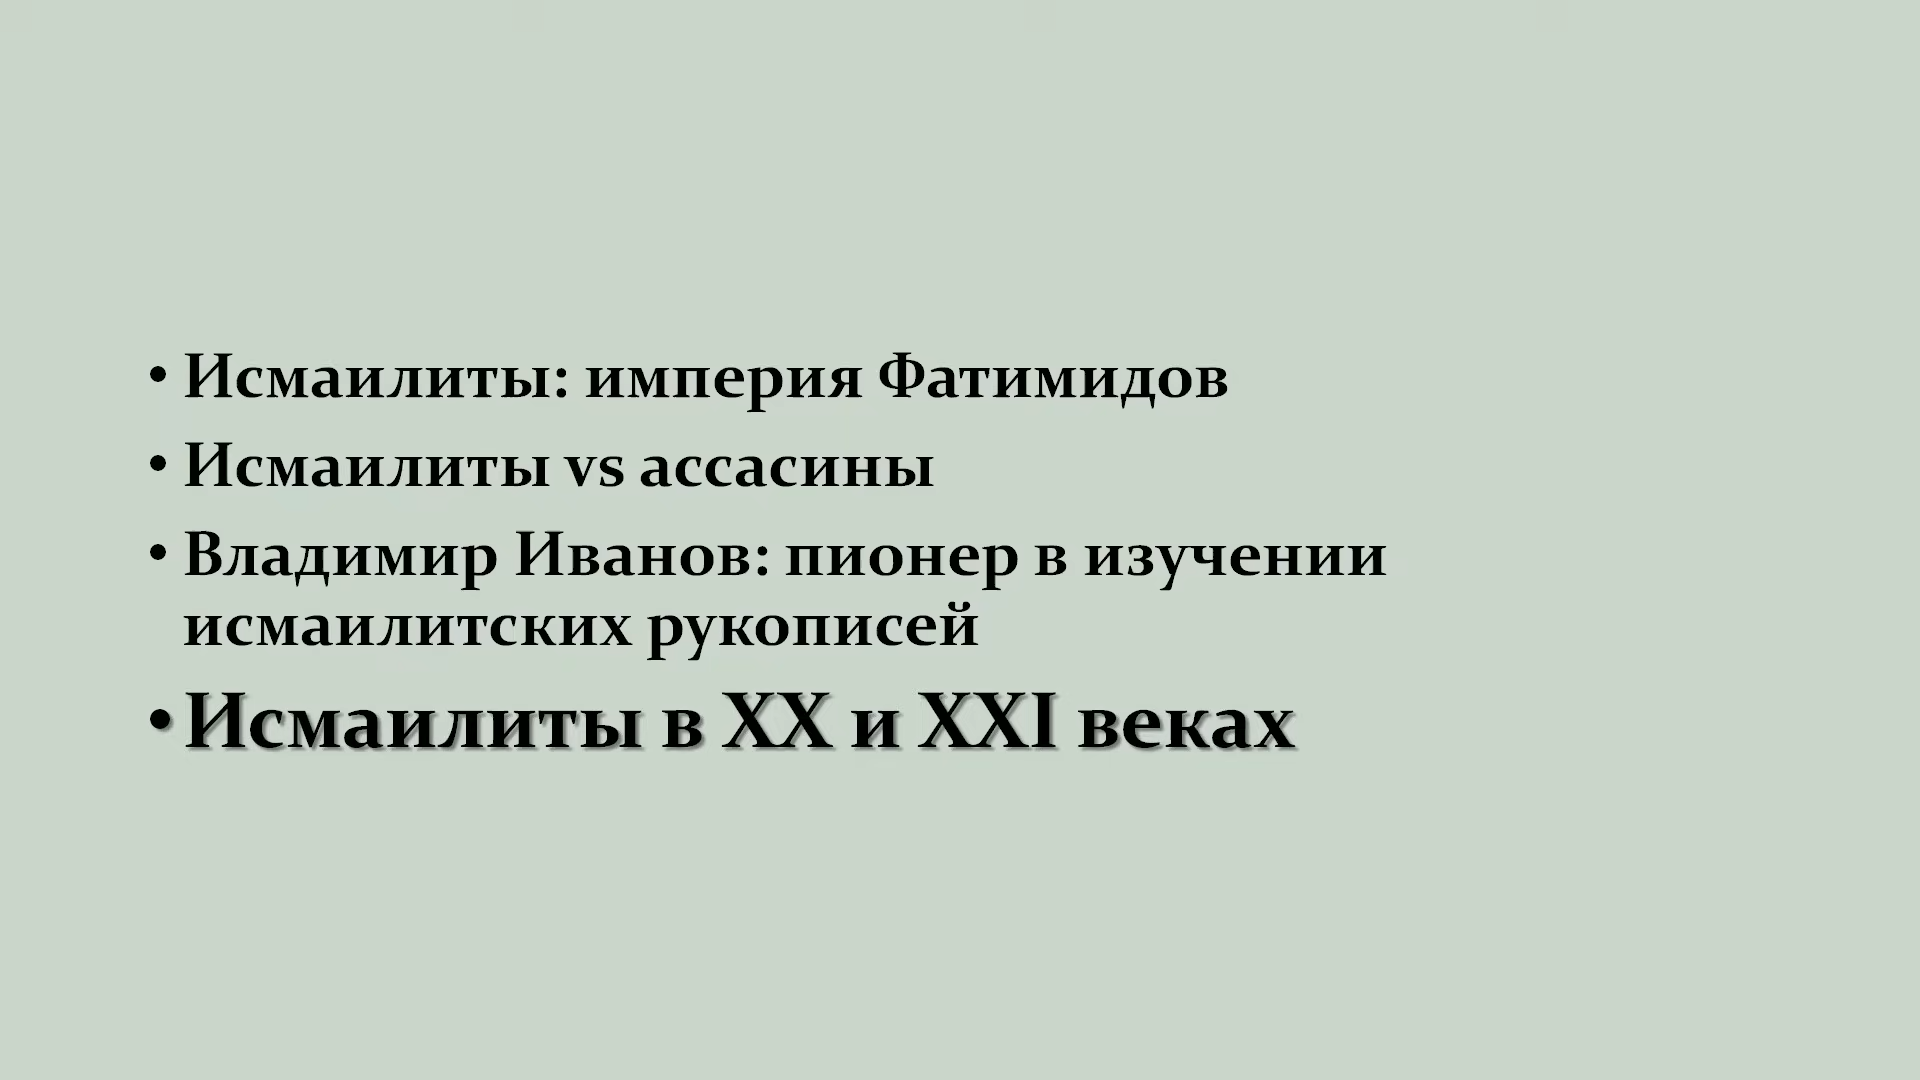 • Исмаилиты: империя Фатимидов
• Исмаилиты vs ассасины
• Владимир Иванов: пионер в изучении
исмаилитских рукописей
• Исмаилиты в XX и XXI веках